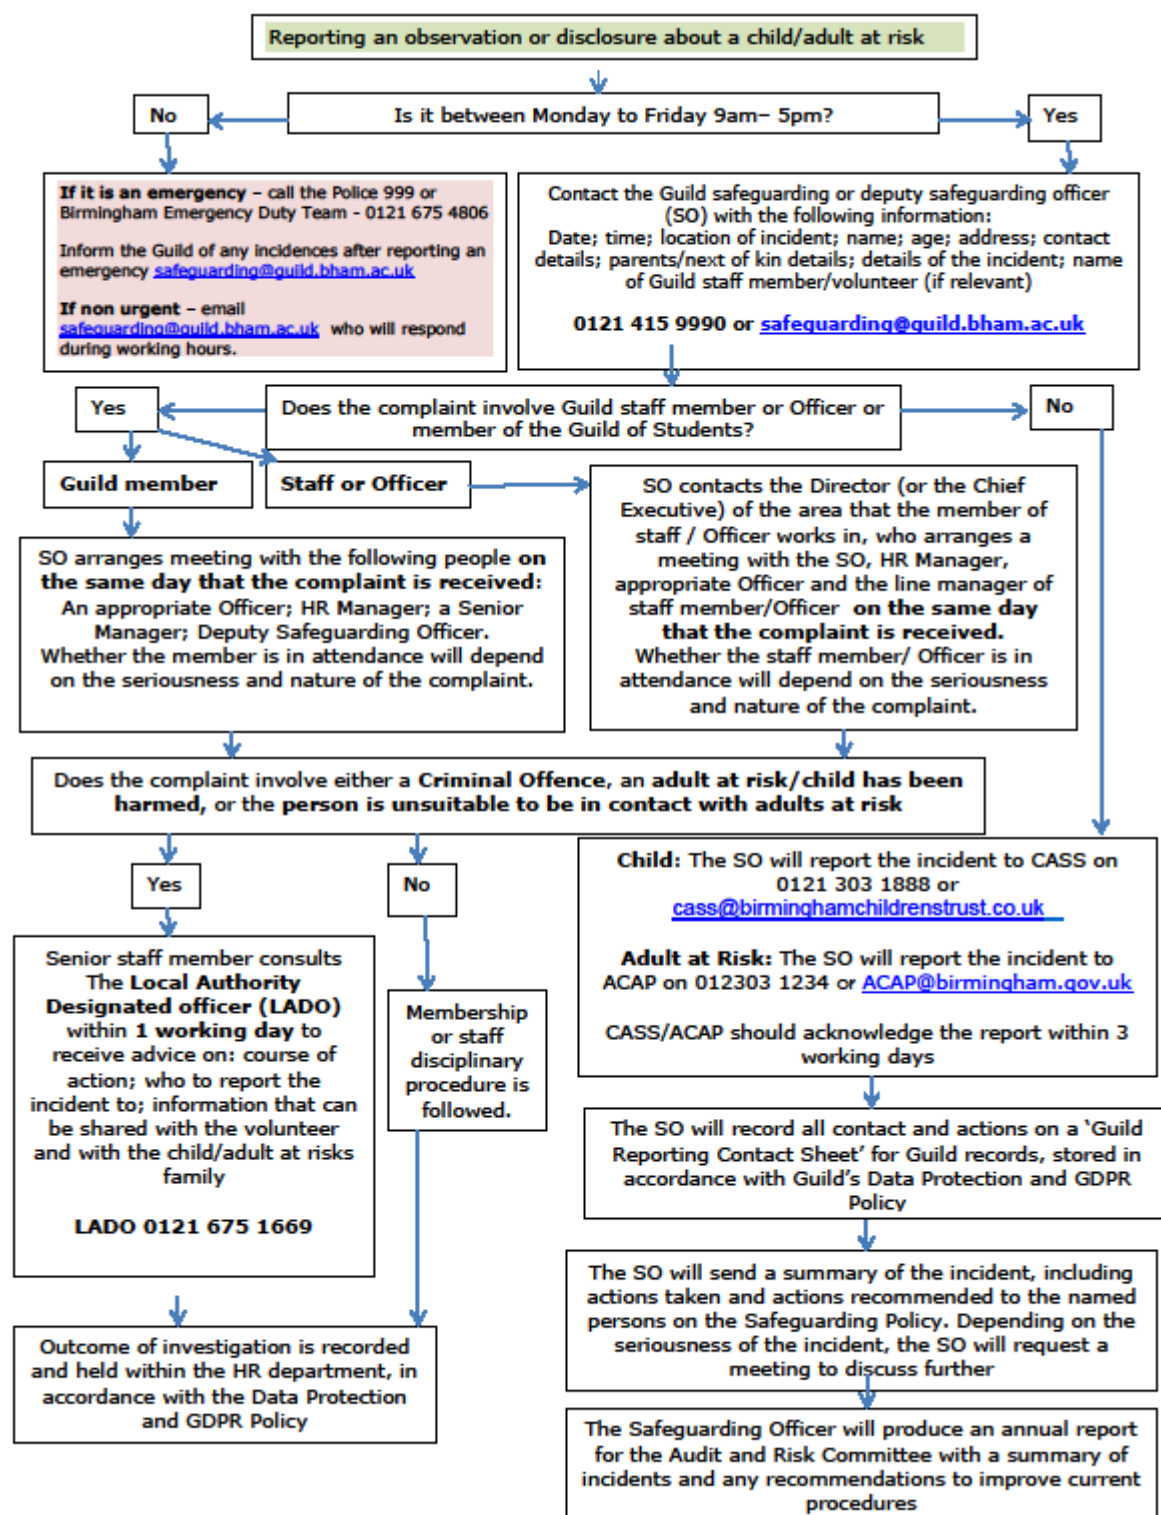 Reporting an observation or disclosure about a child/adult at risk
Is it between Monday to Friday 9am– 5pm?
No
Yes
If it is an emergency – call the Police 999 or
Birmingham Emergency Duty Team - 0121 675 4806
Inform the Guild of any incidences after reporting an
emergency safeguarding@guild.bham.ac.uk
If non urgent – email
safeguarding@guild.bham.ac.uk who will respond
during working hours.
Contact the Guild safeguarding or deputy safeguarding officer
(SO) with the following information:
Date; time; location of incident; name; age; address; contact
details; parents/next of kin details; details of the incident; name
of Guild staff member/volunteer (if relevant)
0121 415 9990 or safeguarding@guild.bham.ac.uk
Does the complaint involve Guild staff member or Officer or
member of the Guild of Students?
Yes
No
Guild member
Staff or Officer
SO arranges meeting with the following people on
the same day that the complaint is received:
An appropriate Officer; HR Manager; a Senior
Manager; Deputy Safeguarding Officer.
Whether the member is in attendance will depend
on the seriousness and nature of the complaint.
SO contacts the Director (or the Chief
Executive) of the area that the member of
staff / Officer works in, who arranges a
meeting with the SO, HR Manager,
appropriate Officer and the line manager of
staff member/Officer on the same day
that the complaint is received.
Whether the staff member/ Officer is in
attendance will depend on the seriousness
and nature of the complaint.
Does the complaint involve either a Criminal Offence, an adult at risk/child has been
harmed, or the person is unsuitable to be in contact with adults at risk
Yes
No
Senior staff member consults
The Local Authority
Designated officer (LADO)
within 1 working day to
receive advice on: course of
action; who to report the
incident to; information that can
be shared with the volunteer
and with the child/adult at risks
family
LADO 0121 675 1669
Membership
or staff
disciplinary
procedure is
followed.
Outcome of investigation is recorded
and held within the HR department, in
accordance with the Data Protection
and GDPR Policy
Child: The SO will report the incident to CASS on
0121 303 1888 or
cass@birminghamchildrenstrust.co.uk
Adult at Risk: The SO will report the incident to
ACAP on 012303 1234 or ACAP@birmingham.gov.uk
CASS/ACAP should acknowledge the report within 3
working days
The SO will record all contact and actions on a ‘Guild
Reporting Contact Sheet’ for Guild records, stored in
accordance with Guild’s Data Protection and GDPR
Policy
The SO will send a summary of the incident, including
actions taken and actions recommended to the named
persons on the Safeguarding Policy. Depending on the
seriousness of the incident, the SO will request a
meeting to discuss further
The Safeguarding Officer will produce an annual report
for the Audit and Risk Committee with a summary of
incidents and any recommendations to improve current
procedures